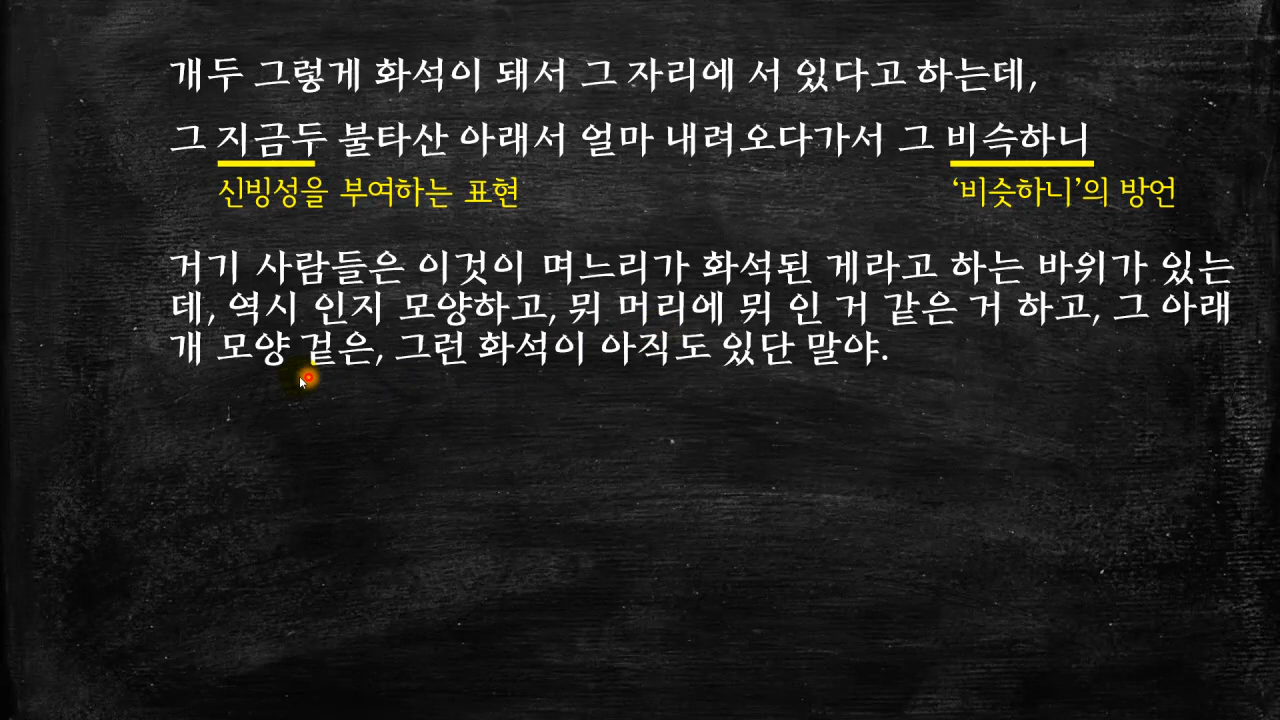 개두 그렇게 화석이 돼서 그 자리에 서 있다고 하는데,
그 지금두 불타산 아래서 얼마 내려오다가서 그 비슥하니
신빙성을 부여하는 표현 ‘비슷하니’의 방언
거기 사람들은 이것이 며느리가 화석된 게라고 하는 바위가 있는
데, 역시 인지 모양하고, 뭐 머리에 뭐 인 거 같은 거 하고, 그 아래
개 모양 겉은, 그런 화석이 아직도 있단 말야.